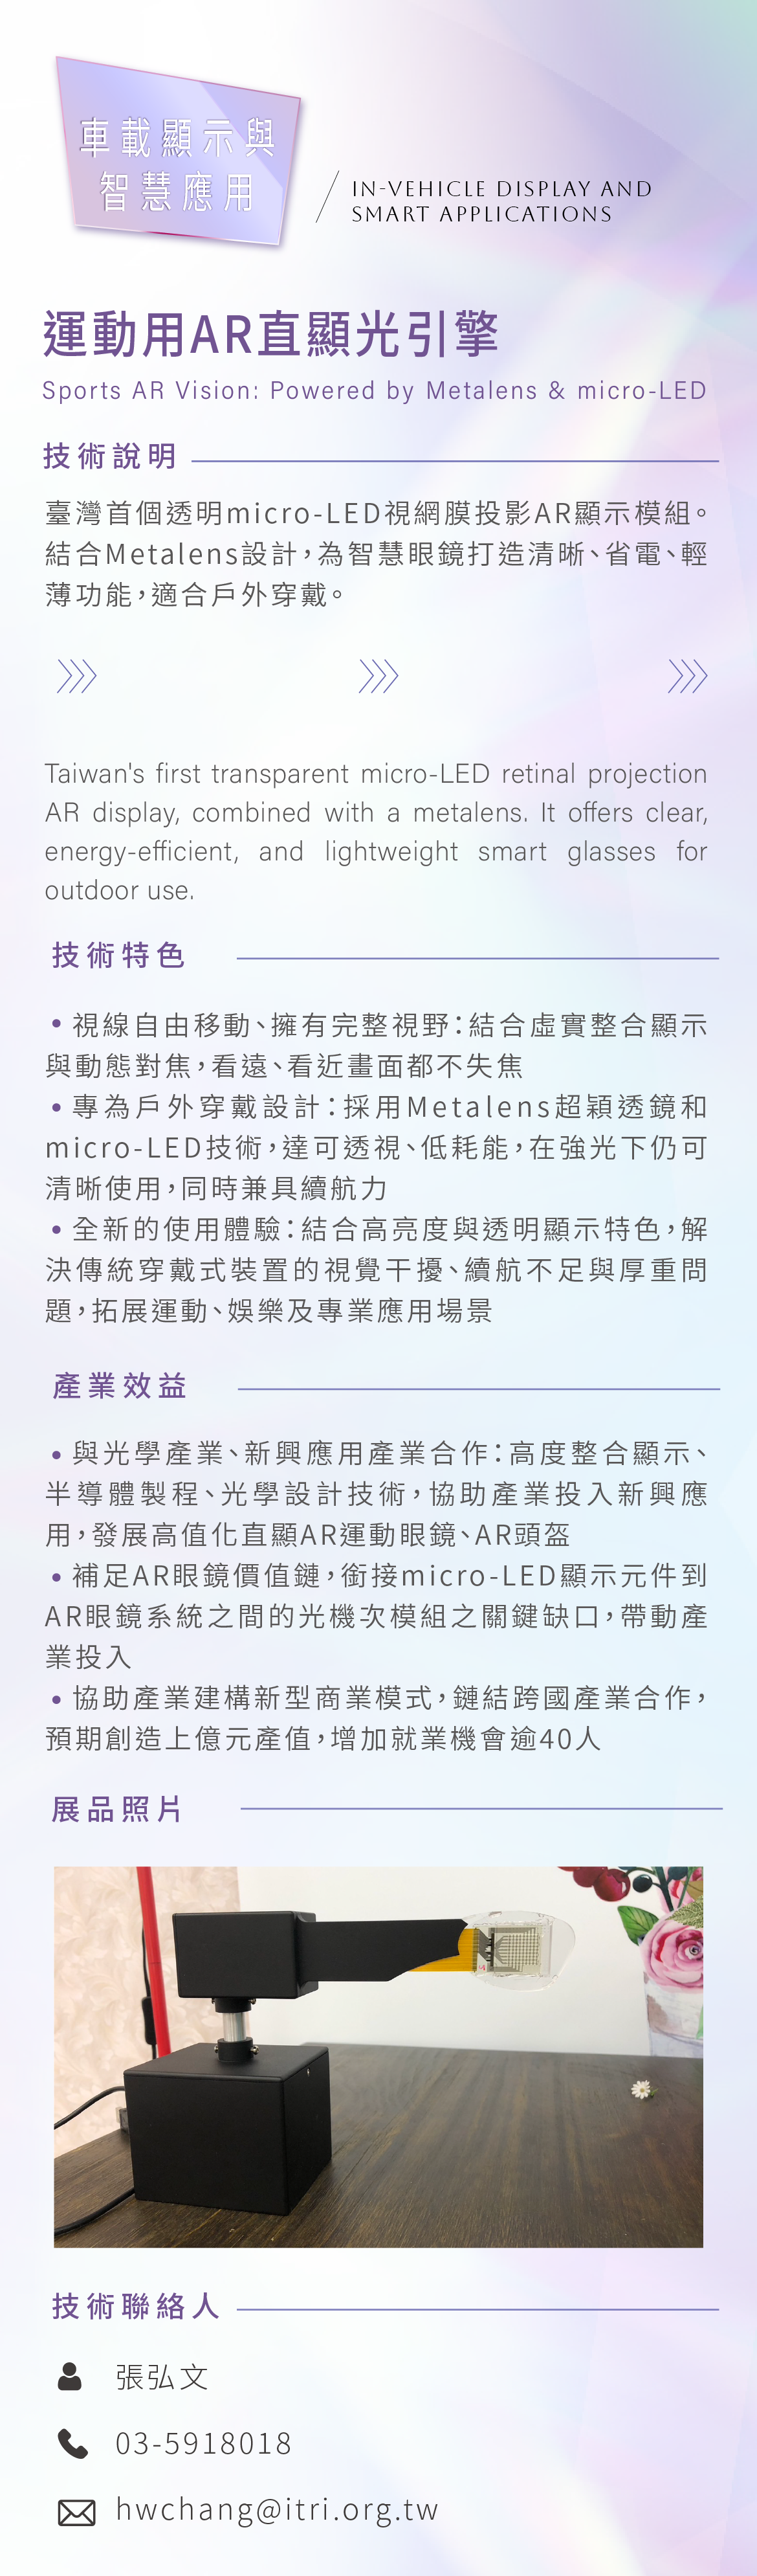 車載顯示與
智慧應用
IN-VEHICLE DISPLAY AND
SMART APPLICATIONS
運動用AR直顯光引擎
Sports AR Vision: Powered by Metalens & micro-LED
技術說明
臺灣首個透明micro-LED視網膜投影AR顯示模組。
結合Metalens設計，為智慧眼鏡打造清晰、省電、輕
薄功能，適合戶外穿戴。
Taiwan's first transparent micro-LED retinal projection
AR display, combined with a metalens. It offers clear,
energy-efficient, and lightweight smart glasses for
outdoor use.
技術特色
• 視線自由移動、擁有完整視野：結合虛實整合顯示
與動態對焦，看遠、看近畫面都不失焦
• 專為戶外穿戴設計：採用Metalens超穎透鏡和
micro-LED技術，達可透視、低耗能，在強光下仍可
清晰使用，同時兼具續航力
• 全新的使用體驗：結合高亮度與透明顯示特色，解
決傳統穿戴式裝置的視覺干擾、續航不足與厚重問
題，拓展運動、娛樂及專業應用場景
產業效益
• 與光學產業、新興應用產業合作：高度整合顯示、
半導體製程、光學設計技術，協助產業投入新興應
用，發展高值化直顯AR運動眼鏡、AR頭盔
• 補足AR眼鏡價值鏈，銜接micro-LED顯示元件到
AR眼鏡系統之間的光機次模組之關鍵缺口，帶動產
業投入
• 協助產業建構新型商業模式，鏈結跨國產業合作，
預期創造上億元產值，增加就業機會逾40人
展品照片
技術聯絡人
張弘文
03-5918018
hwchang@itri.org.tw